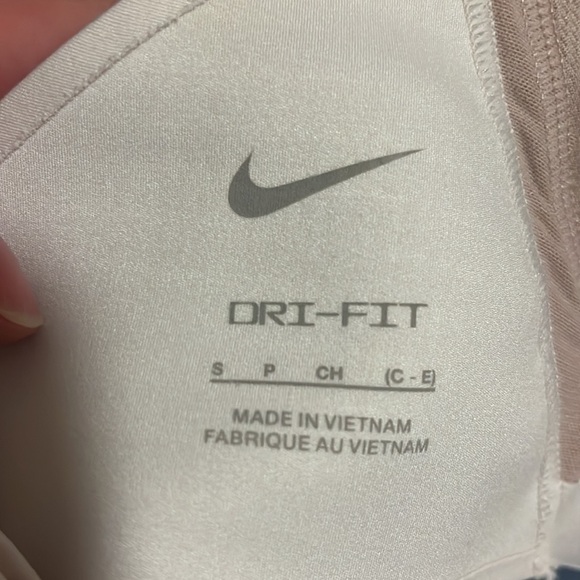 DRI-FIT
S P CH (C - E)
MADE IN VIETNAM
FABRIQUE AU VIETNAM